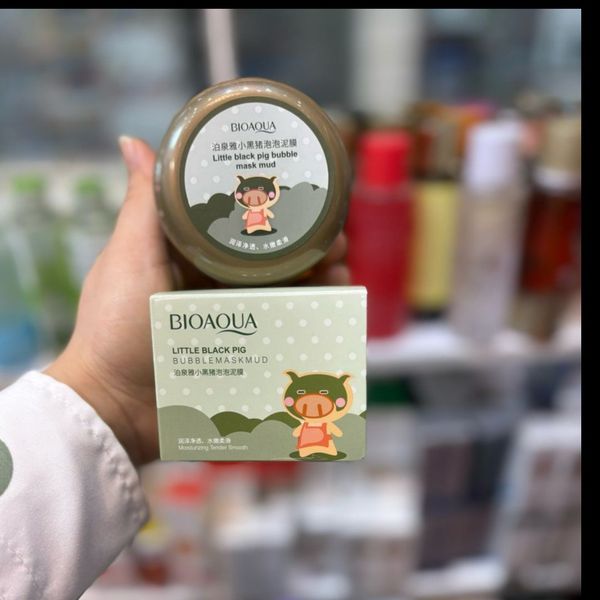 BIOAQUA
泊泉雅小黑猪泡泡泥膜
Little black pig bubble
mask mud
润泽净透、水嫩柔滑
BIOAQUA
LITTLE BLACK PIG
BUBBLEMASKMUD
泊泉雅小黑猪泡泡泥膜
润泽净透、水嫩柔滑
Moisturizing Tender Smooth